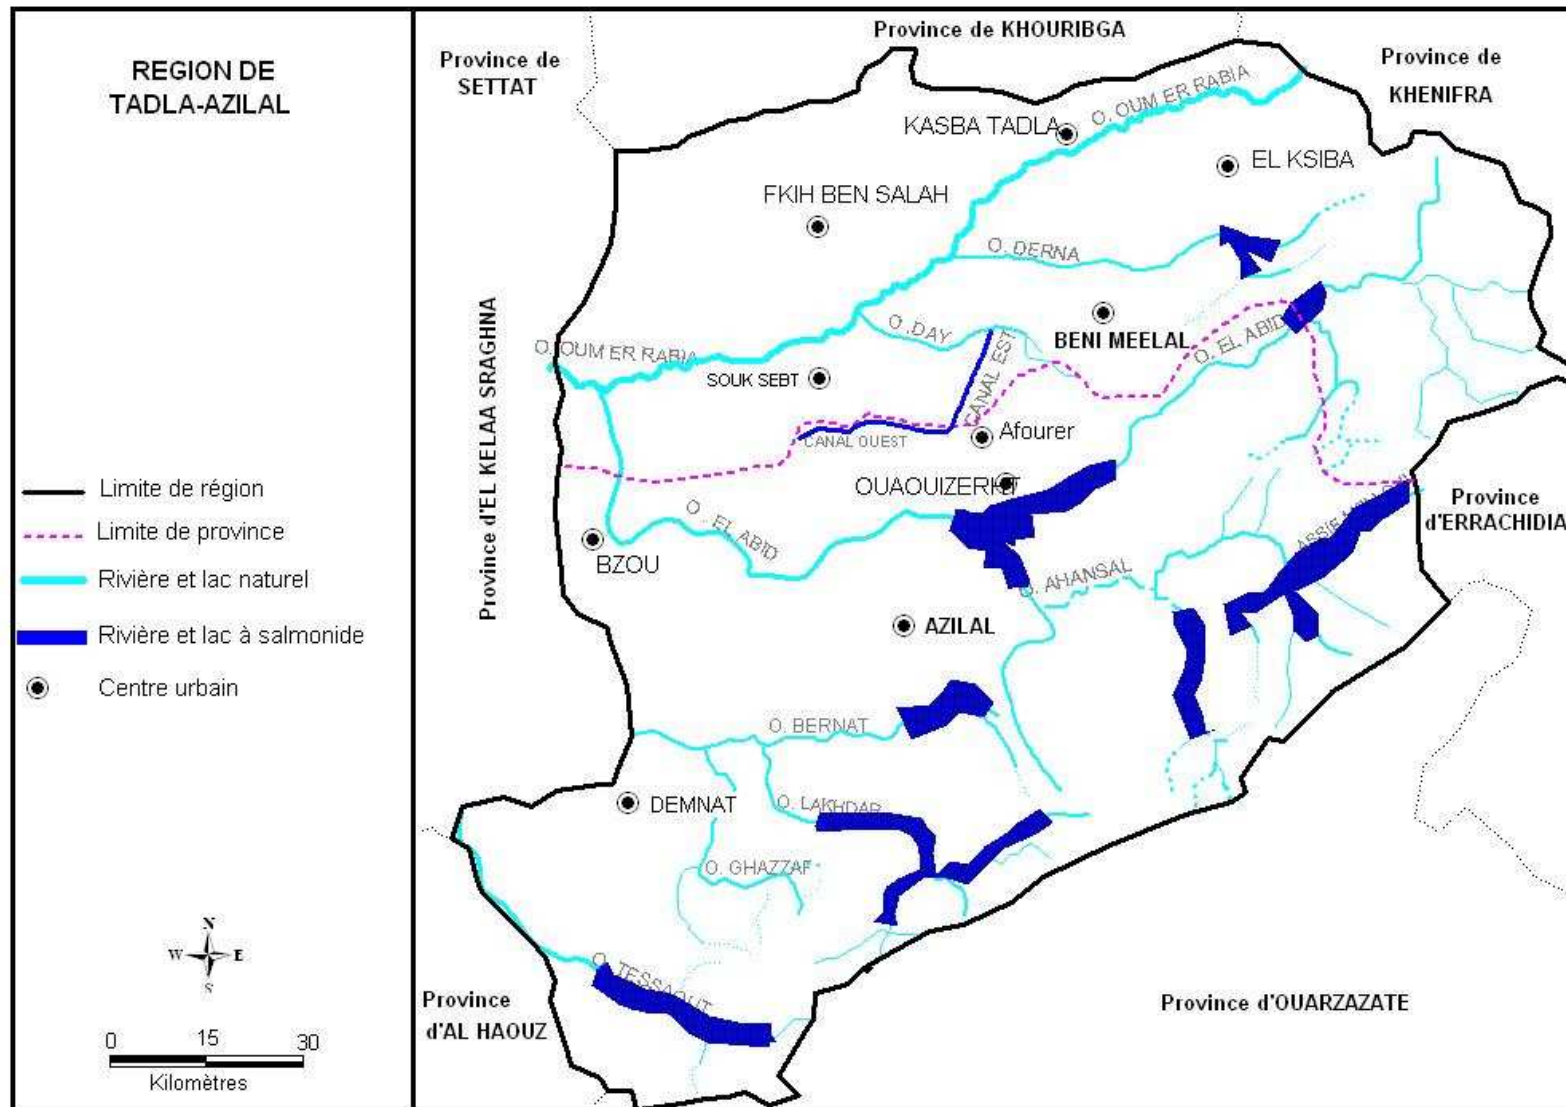 REGION DE
TADLA-AZILAL
Limite de région
Limite de province
Rivière et lac naturel
Rivière et lac à salmonide
Centre urbain
N
W
E
S
0
15
30
Kilomètres
Province de
SETTAT
Province de KHOURIBGA
Province de
KHENIFRA
KASBA TADLA
O. OUM ER RABIA
EL KSIBA
FKIH BEN SALAH
O. DERNA
Province d'EL KELAA SRAGHNA
O. OUM ER RABIA
O .DAY
BENI MEELAL
O. EL ABID
SOUK SEBT
CANAL EST
CANAL OUEST
Afourer
OUAOUIZERKT
O . EL ABID
BZOU
O. AHANSAL
Province
d'ERRACHIDIA
AZILAL
O. BERNAT
DEMNAT
O. LAKHDAR
O. GHAZZAF
O. TESSAOUT
Province
d'AL HAOUZ
Province d'OUARZAZATE